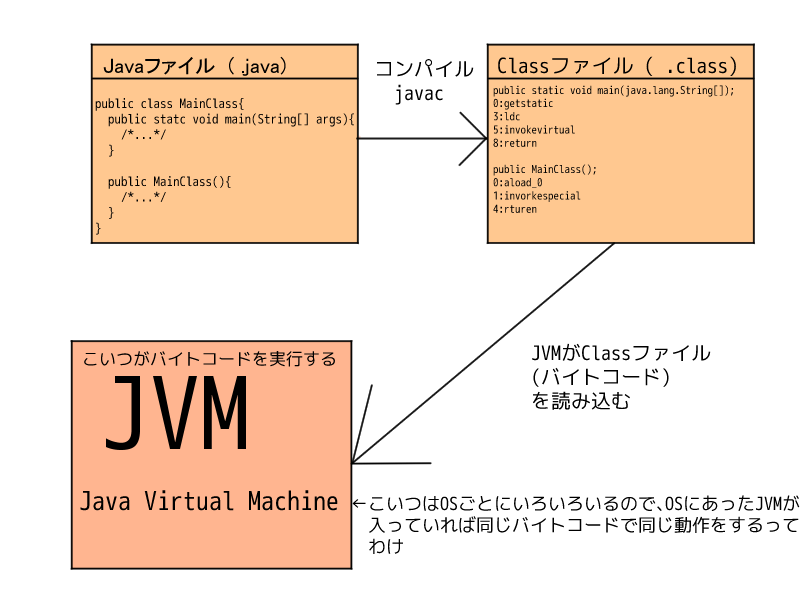 Javaファイル ( .java)
public class MainClass{
public statc void main(String[] args){
/*...*/
}
public MainClass(){
/*...*/
}
}
コンパイル
javac
Classファイル ( .class)
public static void main(java.lang.String[]);
0:getstatic
3:ldc
5:invokevirtual
8:return
public MainClass();
0:aload_0
1:invorkespecial
4:rturen
JVMがClassファイル
(バイトコード)
を読み込む
こいつがバイトコードを実行する
JVM
Java Virtual Machine
←こいつはOSごとにいろいろいるので、OSにあったJVMが
入っていれば同じバイトコードで同じ動作をするって
わけ